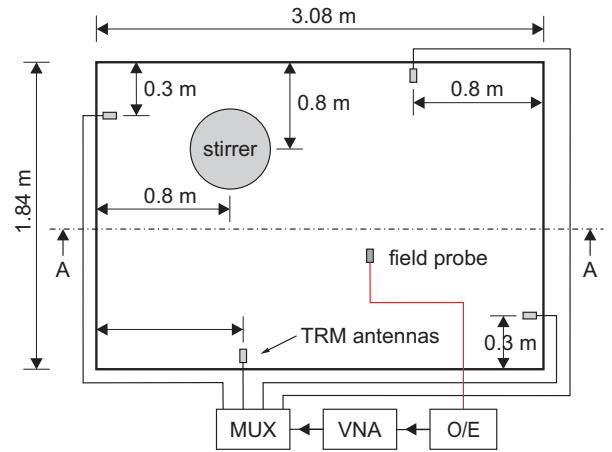 3.08 m
0.3 m
0.8 m
0.8 m
stirrer
1.84 m
0.8 m
A
A
field probe
TRM antennas
0.3 m
MUX
VNA
O/E